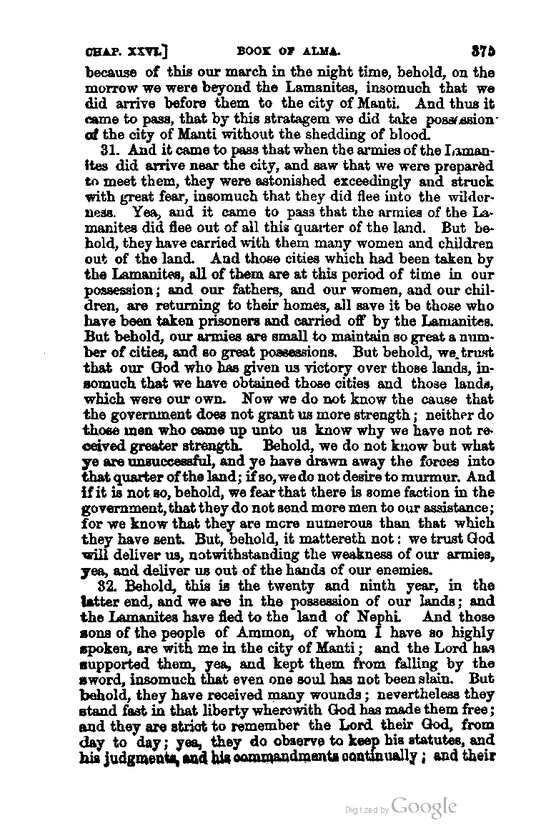 CHAP. XXVI.] BOOK OF ALMA. 375
because of this our march in the night time, behold, on the
morrow we were beyond the Lamanites, insomuch that we
did arrive before them to the city of Manti. And thus it
came to pass, that by this stratagem we did take possession
of the city of Manti without the shedding of blood.
31. And it came to pass that when the armies of the Laman-
ites did arrive near the city, and saw that we were prepared
to meet them, they were astonished exceedingly and struck
with great fear, insomuch that they did flee into the wilder-
ness. Yea, and it came to pass that the armies of the La-
manites did flee out of all this quarter of the land. But be-
hold, they have carried with them many women and children
out of the land. And those cities which had been taken by
the Lamanites, all of them are at this period of time in our
possession; and our fathers, and our women, and our chil-
dren, are returning to their homes, all save it be those who
have been taken prisoners and carried off by the Lamanites.
But behold, our armies are small to maintain so great a num-
ber of cities, and so great possessions. But behold, we trust
that our God who has given us victory over those lands, in-
somuch that we have obtained those cities and those lands,
which were our own. Now we do not know the cause that
the government does not grant us more strength; neither do
those men who came up unto us know why we have not re-
ceived greater strength. Behold, we do not know but what
ye are unsuccessful, and ye have drawn away the forces into
that quarter of the land; if so, we do not desire to murmur. And
if it is not so, behold, we fear that there is some faction in the
government, that they do not send more men to our assistance;
for we know that they are more numerous than that which
they have sent. But, behold, it mattereth not: we trust God
will deliver us, notwithstanding the weakness of our armies,
yea, and deliver us out of the hands of our enemies.
32. Behold, this is the twenty and ninth year, in the
latter end, and we are in the possession of our lands; and
the Lamanites have fled to the land of Nephi. And those
sons of the people of Ammon, of whom I have so highly
spoken, are with me in the city of Manti; and the Lord has
supported them, yea, and kept them from falling by the
sword, insomuch that even one soul has not been slain. But
behold, they have received many wounds; nevertheless they
stand fast in that liberty wherewith God has made them free;
and they are strict to remember the Lord their God, from
day to day; yea, they do observe to keep his statutes, and
his judgments, and his commandments continually; and their
Digitized by Google